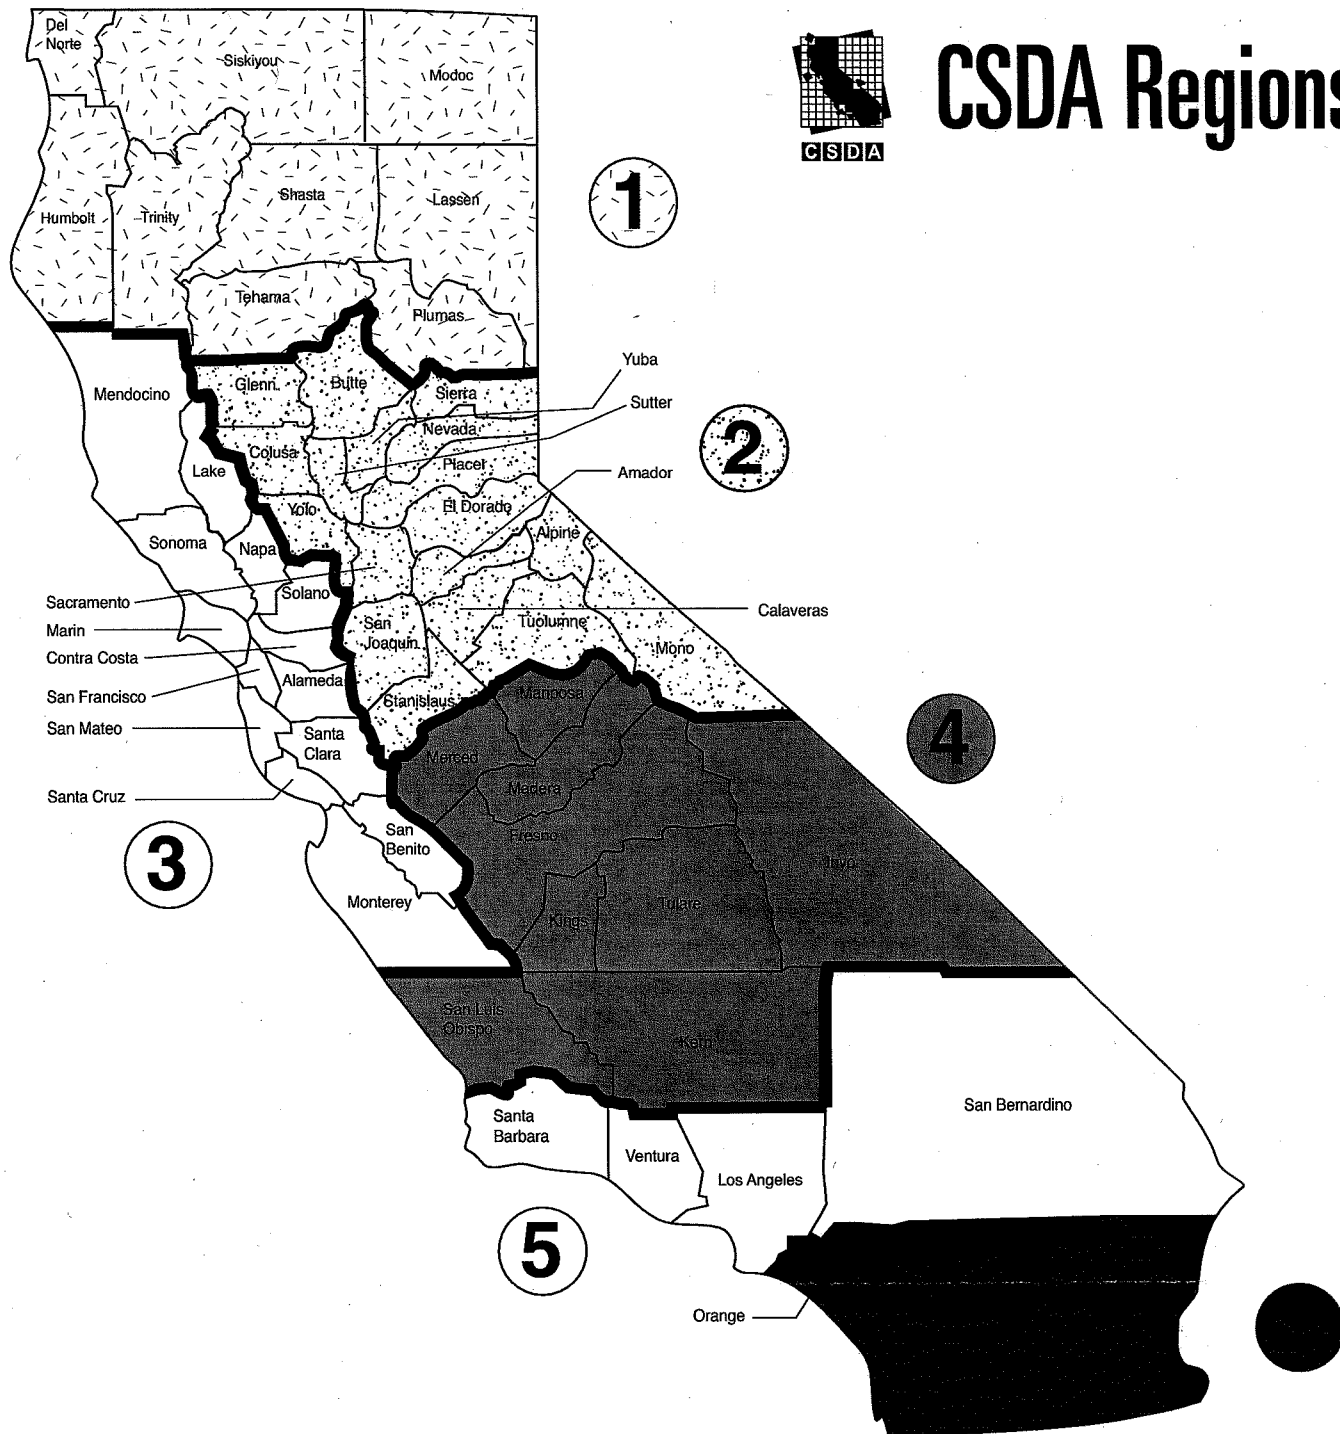 CSDA Regions
CSDA
Del
Norte
Siskiyou
Modoc
Humbolt
Trinity
Shasta
Lassen
1
Tehama
Plumas
Mendocino
Glenn
Butte
Sierra
Yuba
Sutter
2
Nevada
Colusa
Lake
Placer
Amador
Yolo
El Dorado
Alpine
Sonoma
Napa
Solano
Sacramento
Marin
Contra Costa
San Francisco
San Mateo
Santa Cruz
San
Joaquin
Tuolumne
Calaveras
Mono
Alameda
Stanislaus
Mariposa
4
Santa
Clara
Merced
Madera
Fresno
Inyo
3
San
Benito
Monterey
Kings
Tulare
San Luis
Obispo
Kern
Santa
Barbara
Ventura
Los Angeles
San Bernardino
5
Orange